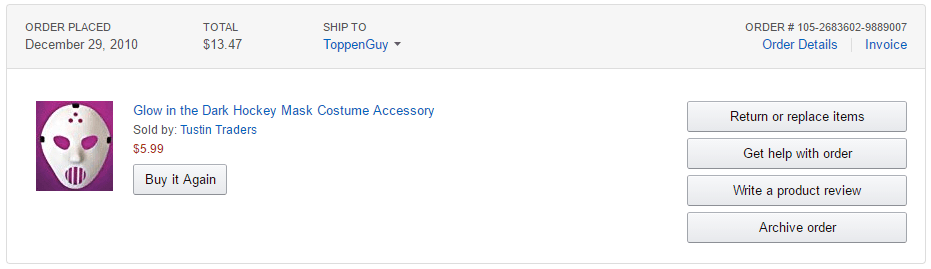 ORDER PLACED
December 29, 2010
TOTAL
$13.47
SHIP TO
ToppenGuy
ORDER # 105-2683602-9889007
Order Details
Invoice
Glow in the Dark Hockey Mask Costume Accessory
Sold by: Tustin Traders
$5.99
Buy it Again
Return or replace items
Get help with order
Write a product review
Archive order